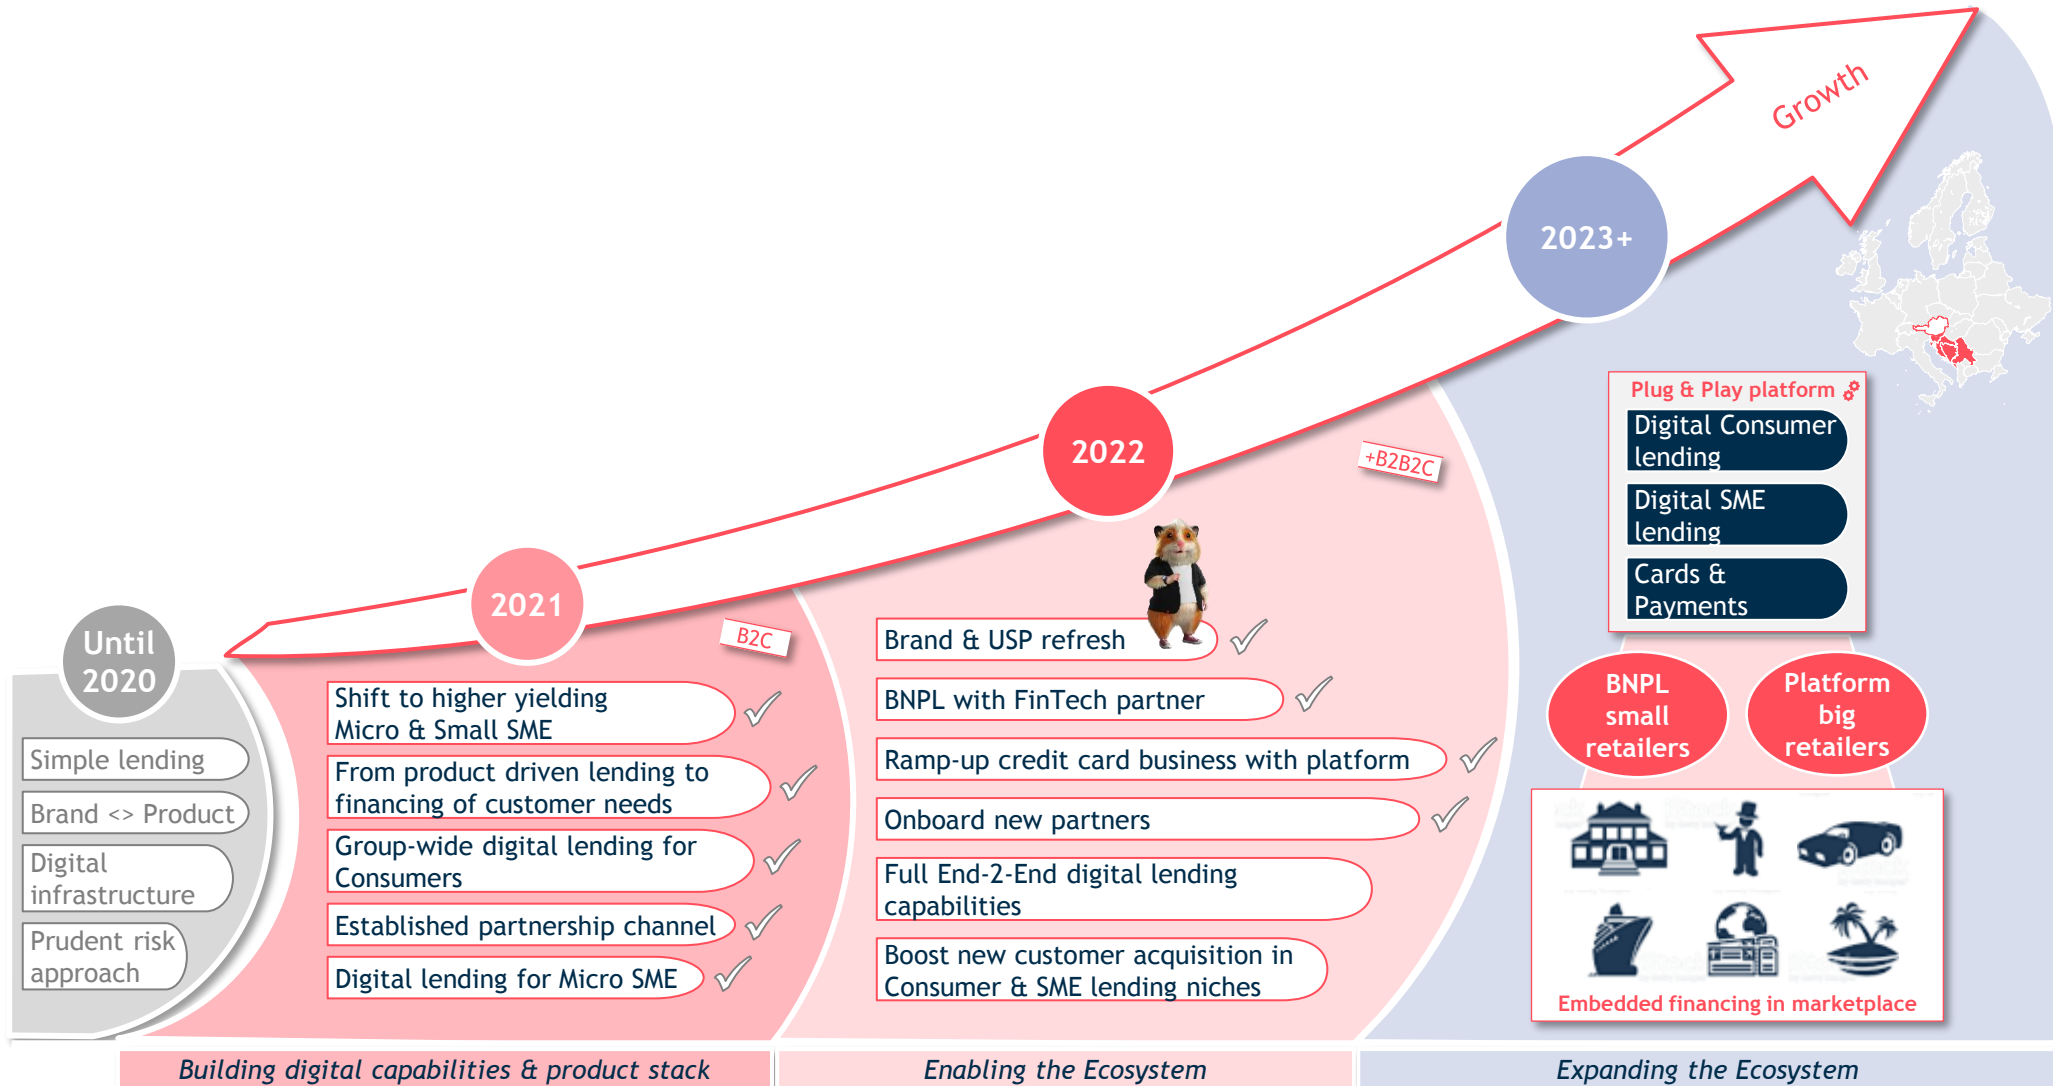 Growth
2023+
2022
2021
Until
2020
Simple lending
Brand <> Product
Digital
infrastructure
Prudent risk
approach
B2C
Shift to higher yielding
Micro & Small SME
From product driven lending to
financing of customer needs
Group-wide digital lending for
Consumers
Established partnership channel
Digital lending for Micro SME
+B2B2C
Brand & USP refresh
BNPL with FinTech partner
Ramp-up credit card business with platform
Onboard new partners
Full End-2-End digital lending
capabilities
Boost new customer acquisition in
Consumer & SME lending niches
Plug & Play platform
Digital Consumer
lending
Digital SME
lending
Cards &
Payments
BNPL
small
retailers
Platform
big
retailers
Embedded financing in marketplace
Building digital capabilities & product stack
Enabling the Ecosystem
Expanding the Ecosystem